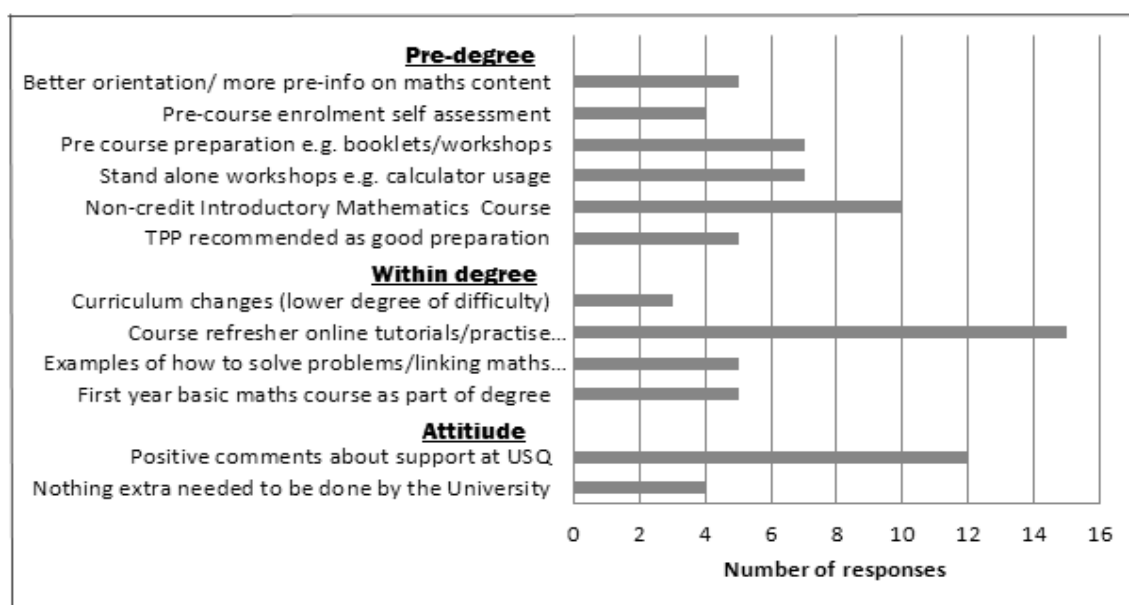 Pre-degree
Better orientation/ more pre-info on maths content
Pre-course enrolment self assessment
Pre course preparation e.g. booklets/workshops
Stand alone workshops e.g. calculator usage
Non-credit Introductory Mathematics Course
TPP recommended as good preparation
Within degree
Curriculum changes (lower degree of difficulty)
Course refresher online tutorials/practise...
Examples of how to solve problems/linking maths...
First year basic maths course as part of degree
Attitiude
Positive comments about support at USQ
Nothing extra needed to be done by the University
0 2 4 6 8 10 12 14 16
Number of responses